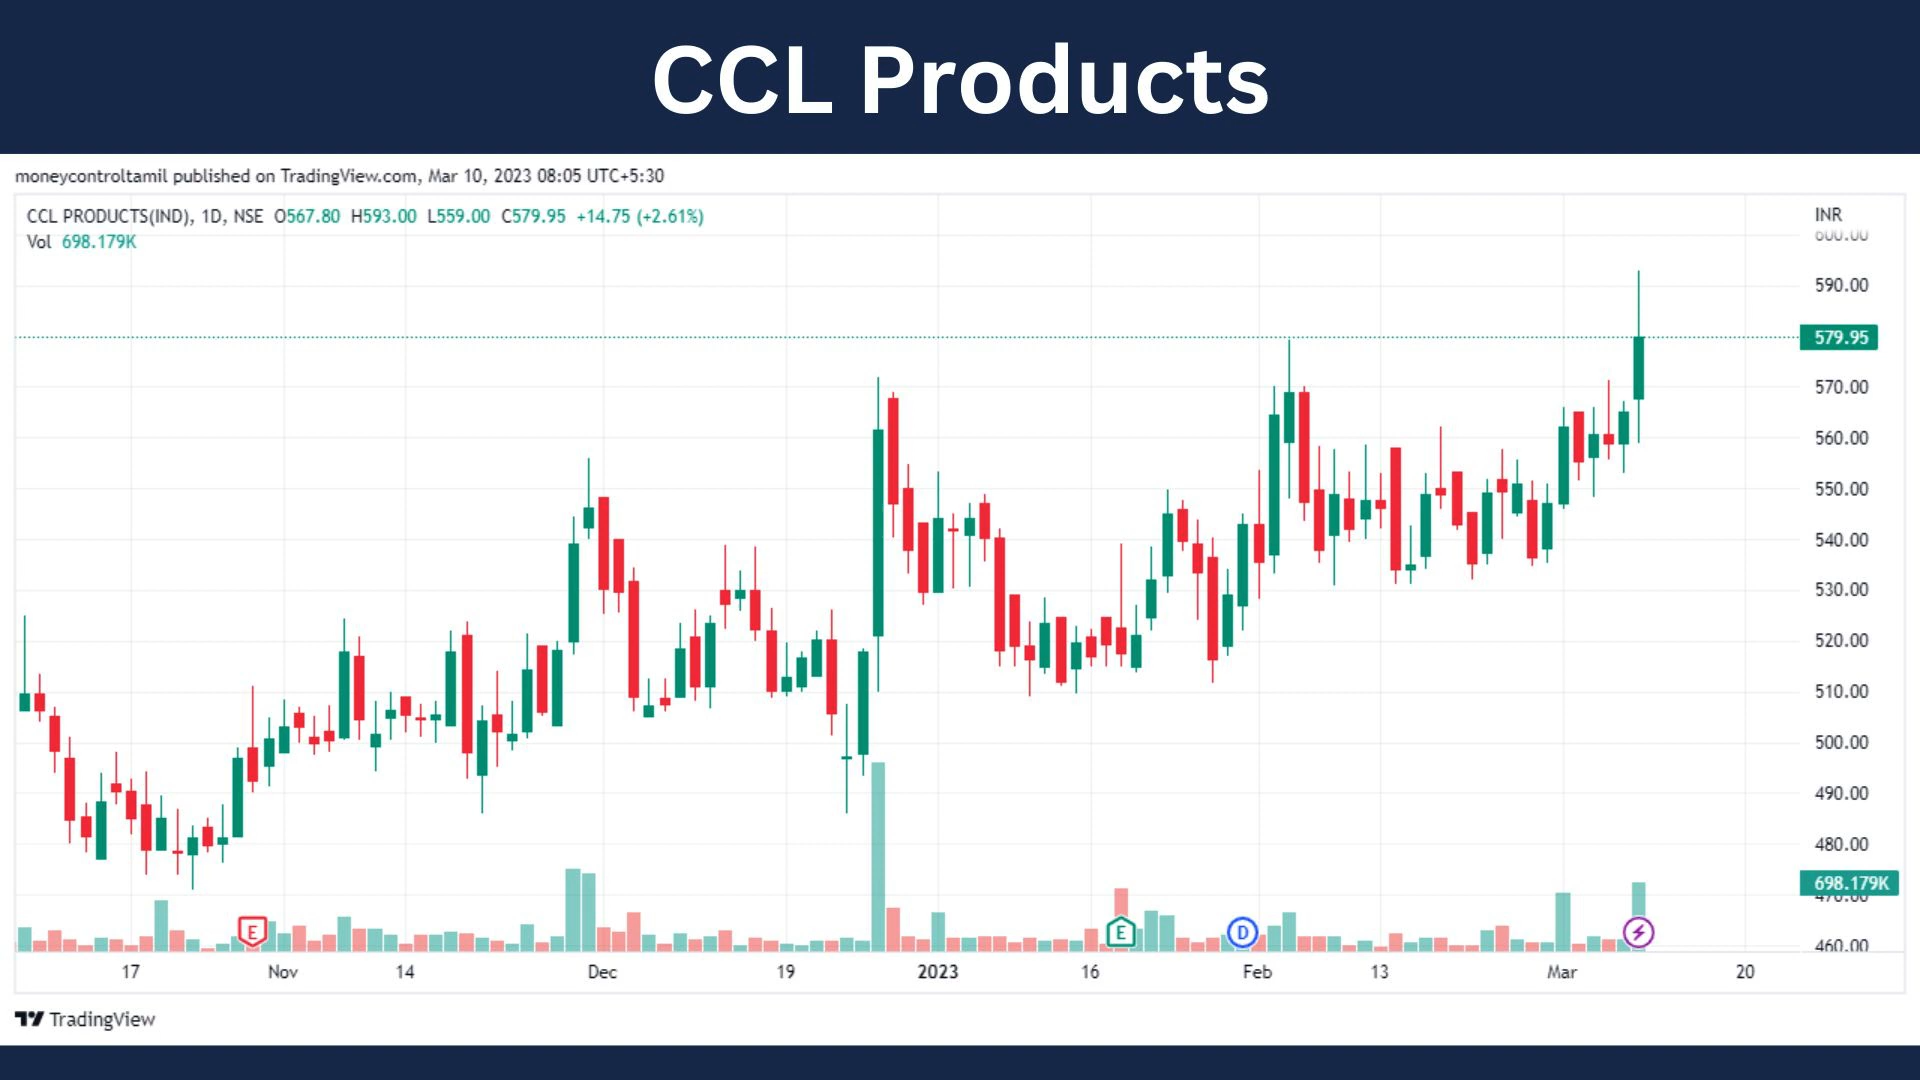 CCL Products
moneycontroltamil published on TradingView.com, Mar 10, 2023 08:05 UTC+5:30
CCL PRODUCTS(IND), 1D, NSE O567.80 H593.00 L559.00 C579.95 +14.75 (+2.61%)
Vol 698.179K
INR
600.00
590.00
579.95
570.00
560.00
550.00
540.00
530.00
520.00
510.00
500.00
490.00
480.00
698.179K
470.00
460.00
E E D
17 Nov 14 Dec 19 2023 16 Feb 13 Mar 20
TradingView